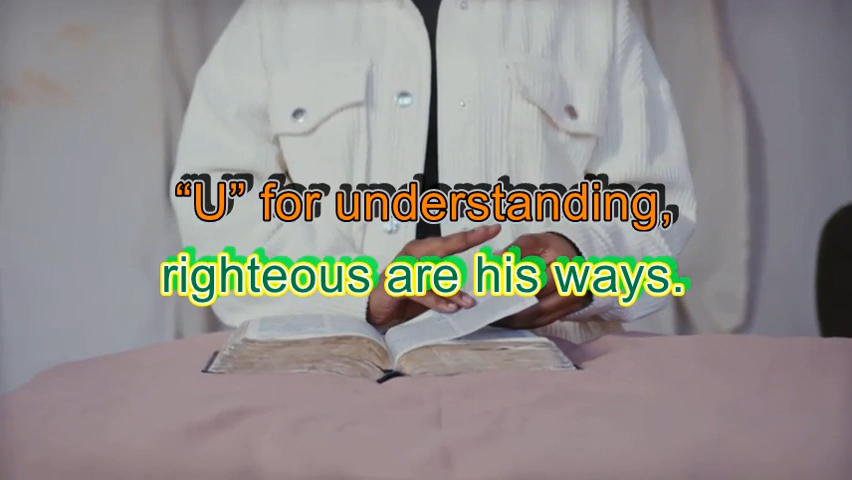 “U” for understanding,
righteous are his ways.